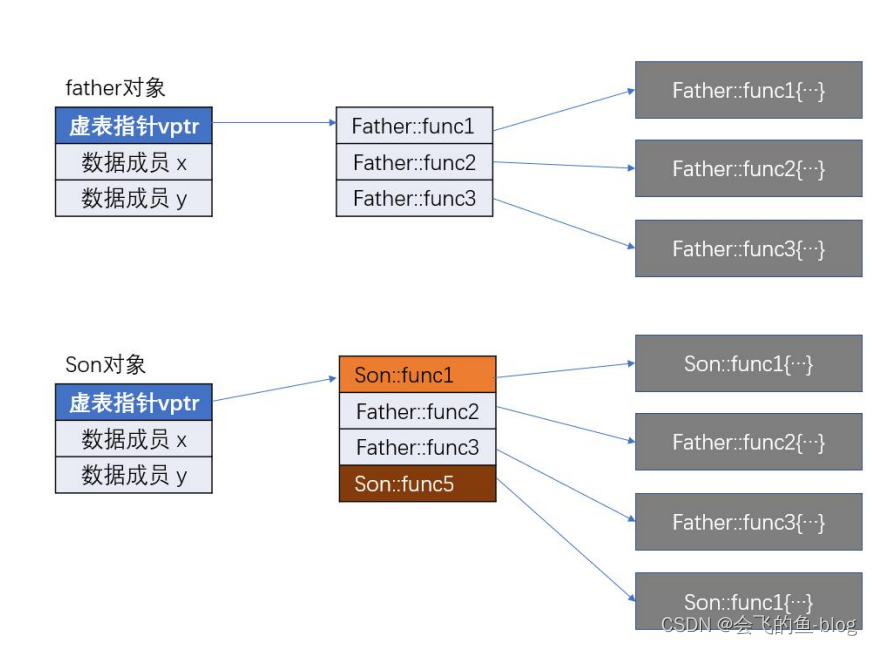 father对象
虚表指针vptr
数据成员 x
数据成员 y
Father::func1
Father::func2
Father::func3
Father::func1{…}
Father::func2{…}
Father::func3{…}
Son对象
虚表指针vptr
数据成员 x
数据成员 y
Son::func1
Father::func2
Father::func3
Son::func5
Son::func1{…}
Father::func2{…}
Father::func3{…}
Son::func1{…}
CSDN @会飞的鱼-blog